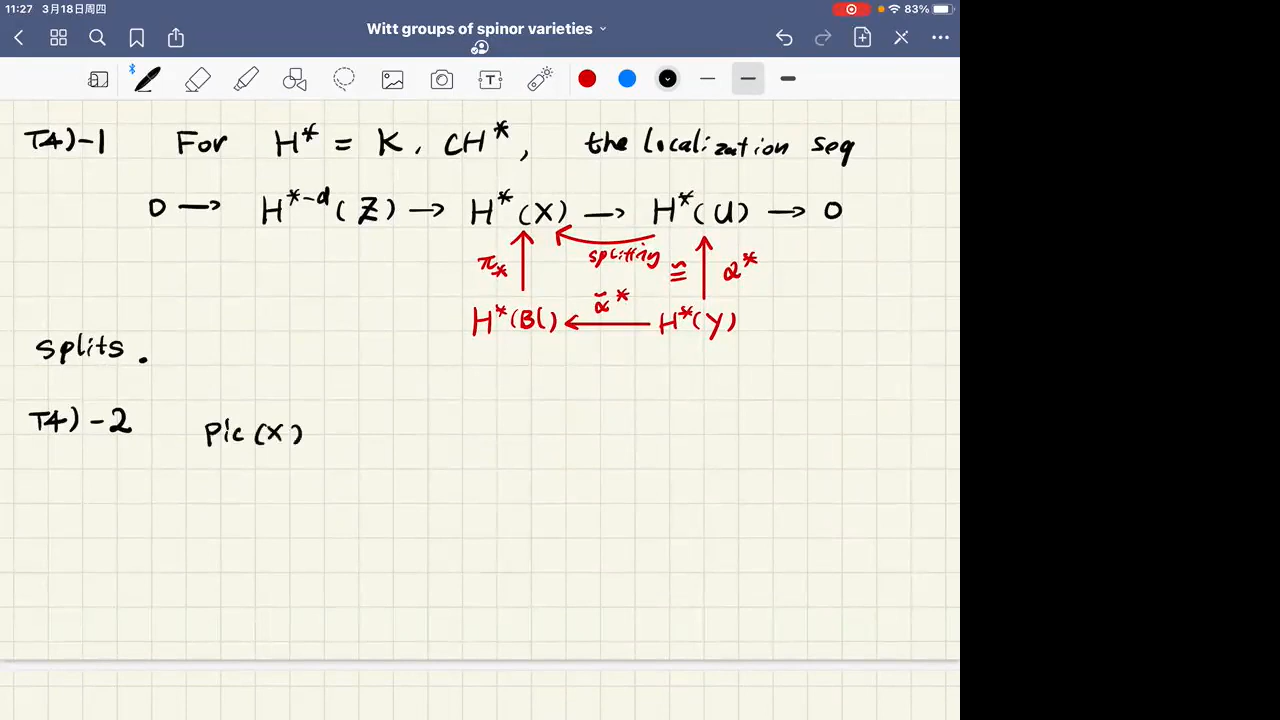 11:27 3月18日周四
83%
Witt groups of spinor varieties
T4)-1 For H* = K, CH*, the localization seq
0 → H*-d(Z) → H*(X) → H*(U) → 0
splitting
π* ≅ α*
α̃*
H*(Bl) ← H*(Y)
splits.
T4)-2 Pic(X)